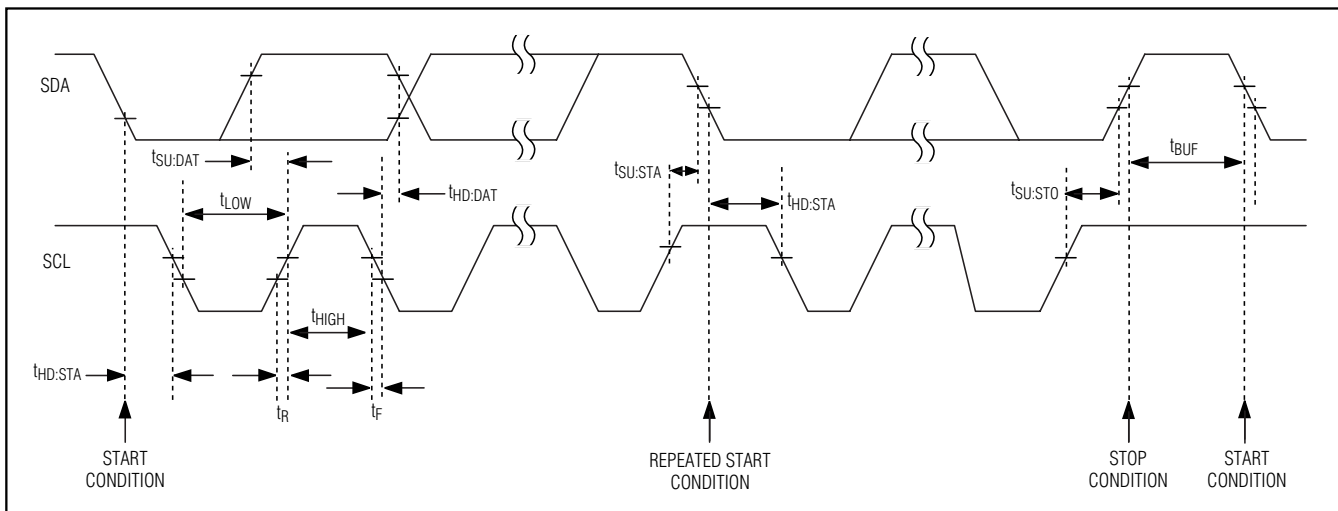 SDA
tSU:DAT
tLOW
tHD:DAT
tSU:STA
tHD:STA
tSU:STO
tBUF
SCL
tHIGH
tHD:STA
tR
tF
START
CONDITION
REPEATED START
CONDITION
STOP
CONDITION
START
CONDITION